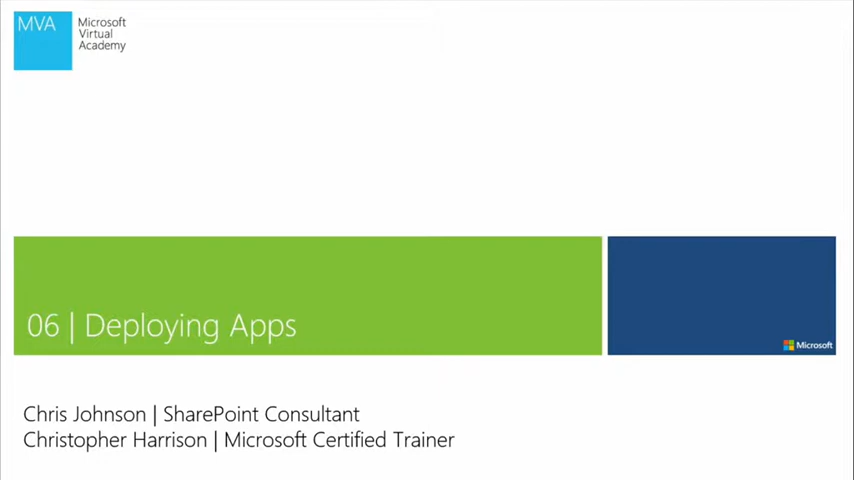 MVA
Microsoft
Virtual
Academy
06 | Deploying Apps
Microsoft
Chris Johnson | SharePoint Consultant
Christopher Harrison | Microsoft Certified Trainer